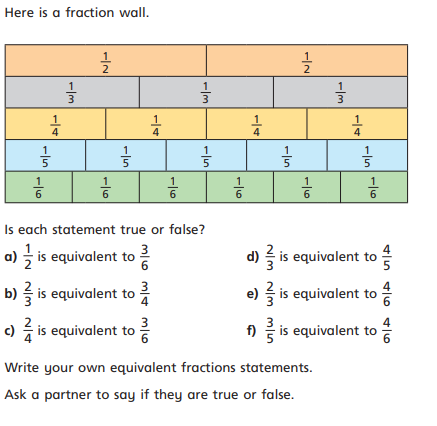 Here is a fraction wall.
1/2 1/2
1/3 1/3 1/3
1/4 1/4 1/4 1/4
1/5 1/5 1/5 1/5 1/5
1/6 1/6 1/6 1/6 1/6 1/6
Is each statement true or false?
a) 1/2 is equivalent to 3/6
b) 2/3 is equivalent to 3/4
c) 2/4 is equivalent to 3/6
d) 2/3 is equivalent to 4/5
e) 2/3 is equivalent to 4/6
f) 3/5 is equivalent to 4/6
Write your own equivalent fractions statements.
Ask a partner to say if they are true or false.